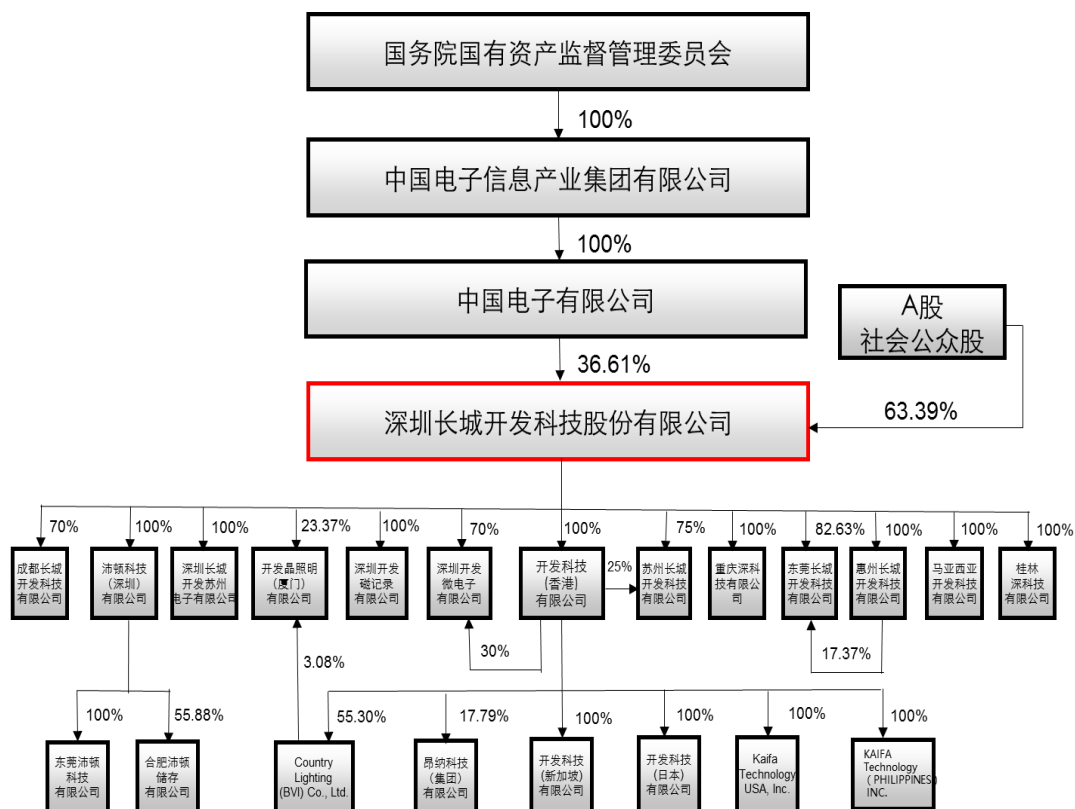 国务院国有资产监督管理委员会
100%
中国电子信息产业集团有限公司
100%
中国电子有限公司
A股
社会公众股
36.61%
63.39%
深圳长城开发科技股份有限公司
70%
100%
100%
23.37%
100%
70%
100%
75%
100%
82.63%
100%
100%
100%
成都长城
开发科技
有限公司
沛顿科技
(深圳)
有限公司
深圳长城
开发苏州
电子有限公司
开发晶照明
(厦门)
有限公司
深圳开发
磁记录
有限公司
深圳开发
微电子
有限公司
开发科技
(香港)
有限公司
25%
苏州长城
开发科技
有限公司
重庆深科
技有限公
司
东莞长城
开发科技
有限公司
惠州长城
开发科技
有限公司
马亚西亚
开发科技
有限公司
桂林
深科技
有限公司
3.08%
30%
17.37%
100%
55.88%
55.30%
17.79%
100%
100%
100%
100%
东莞沛顿
科技
有限公司
合肥沛顿
储存
有限公司
Country
Lighting
(BVI) Co., Ltd.
昂纳科技
(集团)
有限公司
开发科技
(新加坡)
有限公司
开发科技
(日本)
有限公司
Kaifa
Technology
USA, Inc.
KAIFA
Technology
(PHILIPPINES)
INC.